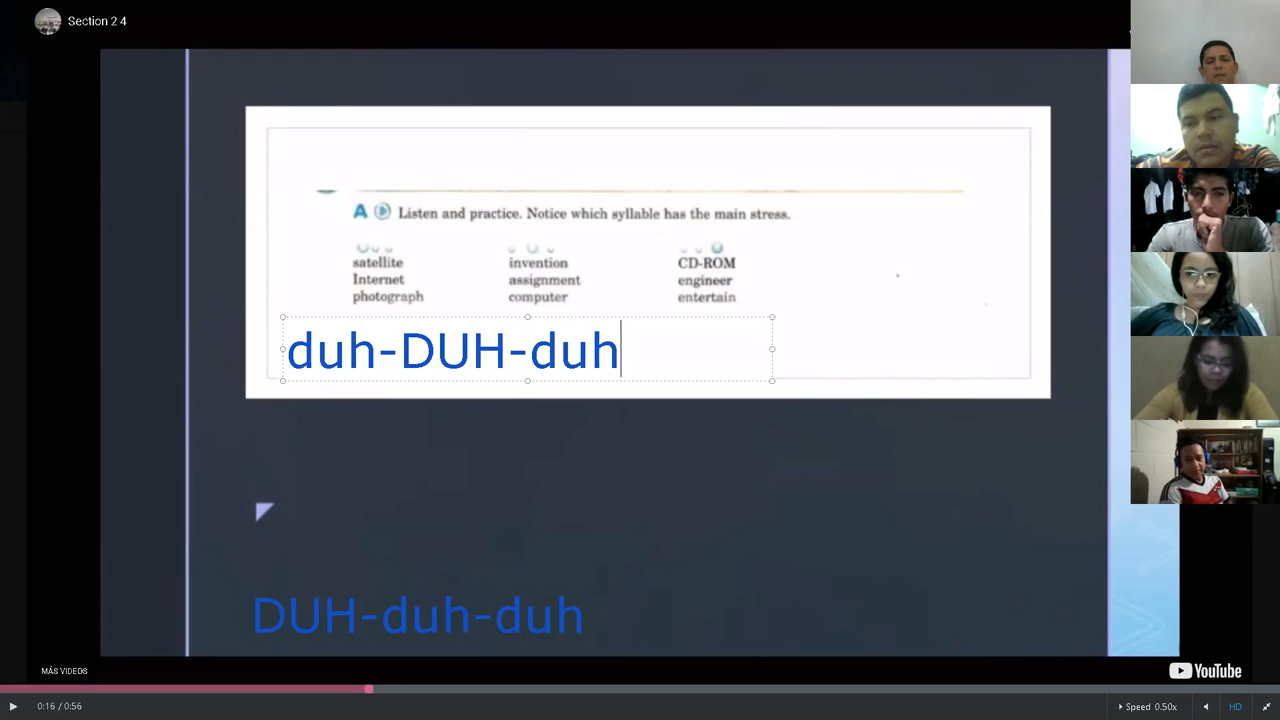 Section 2 4
A Listen and practice. Notice which syllable has the main stress.
satellite invention CD-ROM
Internet assignment engineer
photograph computer entertain
duh-DUH-duh
DUH-duh-duh
MÁS VIDEOS
YouTube
0:16 / 0:56
Speed 0.50x
HD